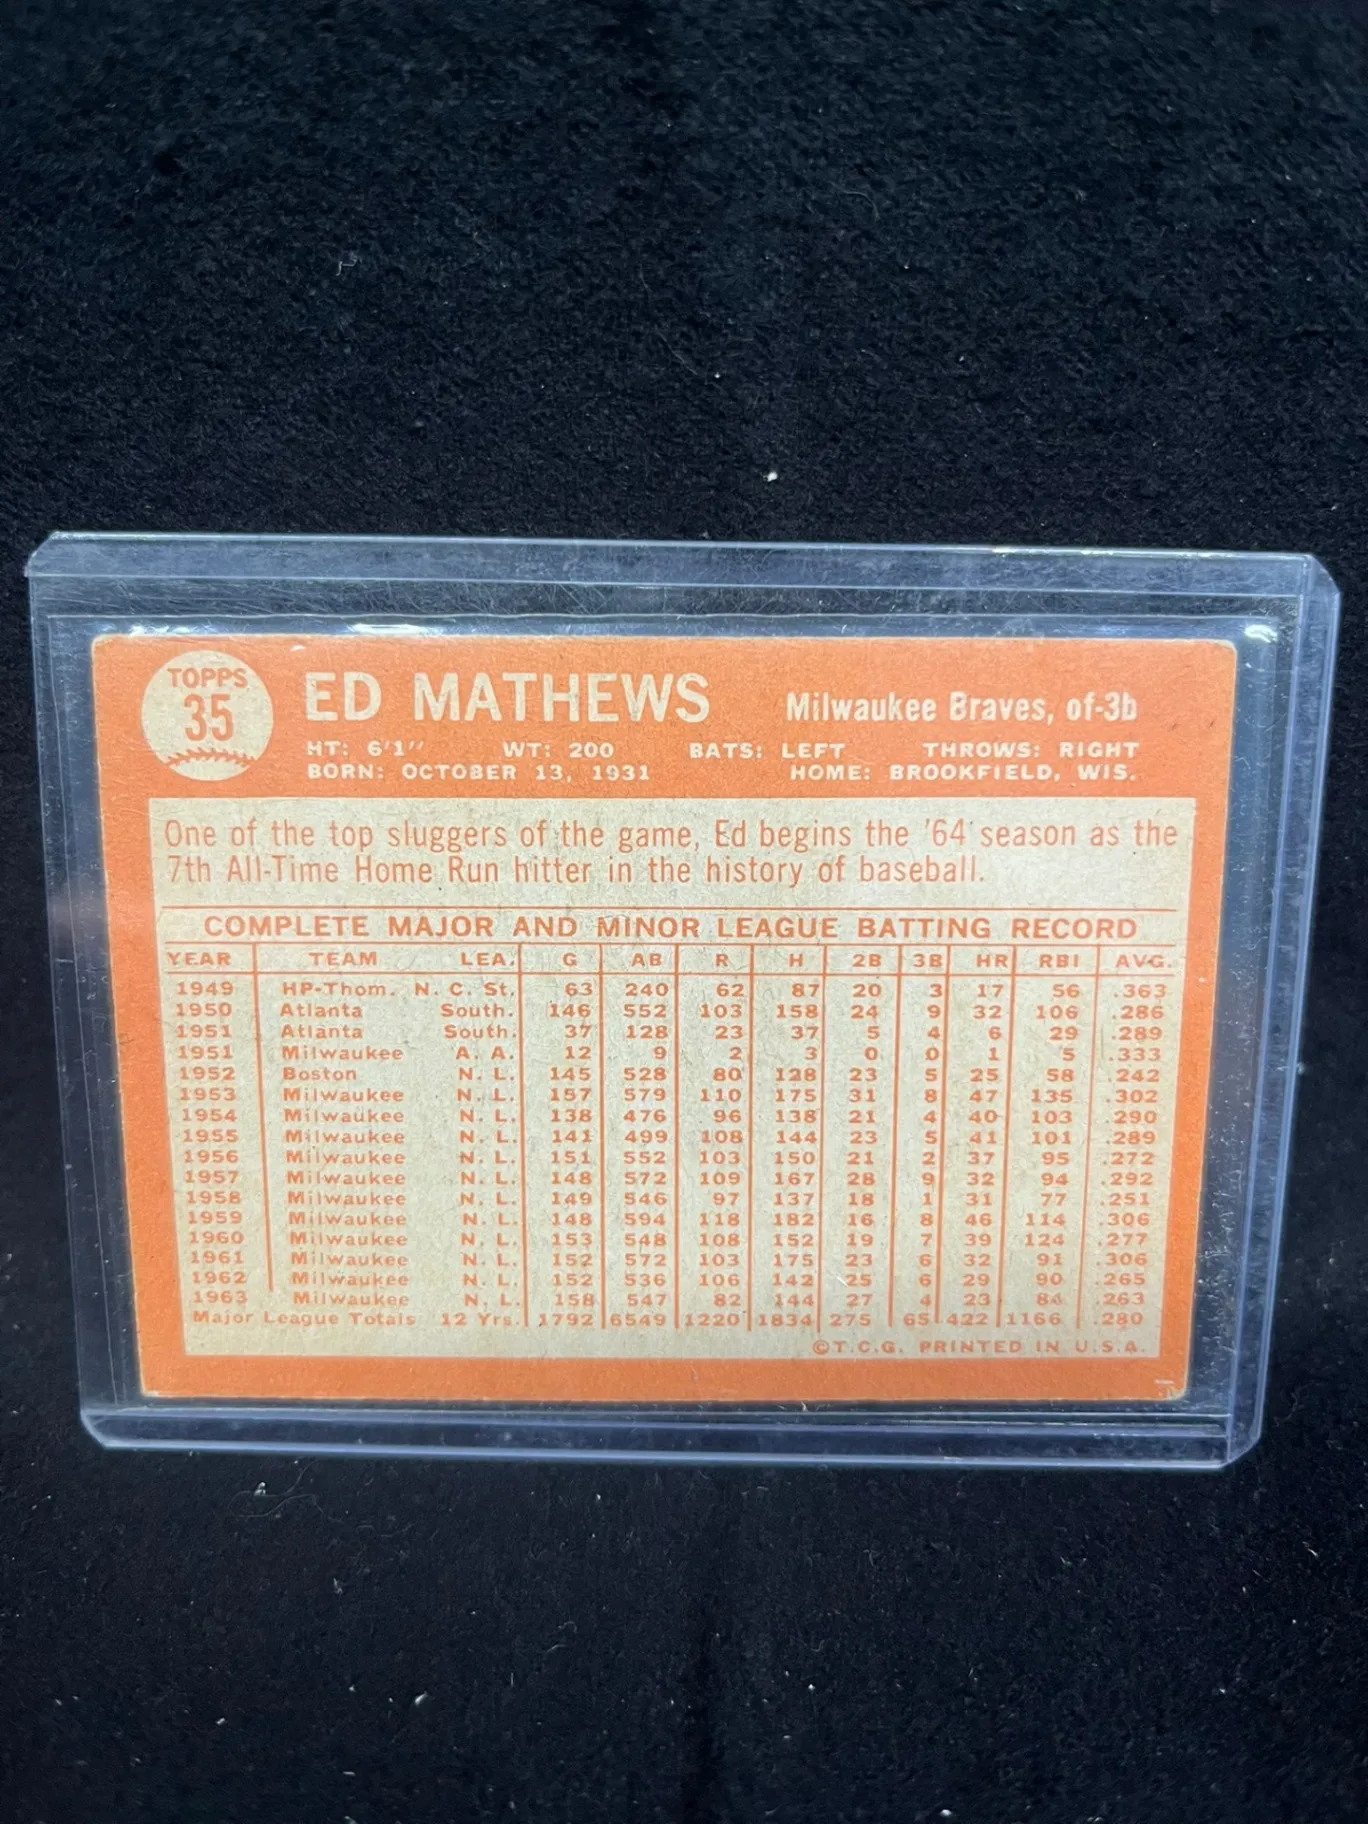 TOPPS
35
ED MATHEWS
Milwaukee Braves, of-3b
HT: 6'1" WT: 200 BATS: LEFT THROWS: RIGHT
BORN: OCTOBER 13, 1931 HOME: BROOKFIELD, WIS.
One of the top sluggers of the game, Ed begins the '64 season as the
7th All-Time Home Run hitter in the history of baseball.
COMPLETE MAJOR AND MINOR LEAGUE BATTING RECORD
YEAR TEAM LEA. G AB R H 2B 3B HR RBI AVG.
1949 HP-Thom. N. C. St. 63 240 62 87 20 3 17 56 .363
1950 Atlanta South. 146 552 103 158 24 9 32 106 .286
1951 Atlanta South. 37 128 23 37 5 4 6 29 .289
1951 Milwaukee A. A. 12 9 2 3 0 0 1 5 .333
1952 Boston N. L. 145 528 80 128 23 5 25 58 .242
1953 Milwaukee N. L. 157 579 110 175 31 8 47 135 .302
1954 Milwaukee N. L. 138 476 96 138 21 4 40 103 .290
1955 Milwaukee N. L. 141 499 108 144 23 5 41 101 .289
1956 Milwaukee N. L. 151 552 103 150 21 2 37 95 .272
1957 Milwaukee N. L. 148 572 109 167 28 9 32 94 .292
1958 Milwaukee N. L. 149 546 97 137 18 1 31 77 .251
1959 Milwaukee N. L. 148 594 118 182 16 8 46 114 .306
1960 Milwaukee N. L. 153 548 108 152 19 7 39 124 .277
1961 Milwaukee N. L. 152 572 103 175 23 6 32 91 .306
1962 Milwaukee N. L. 152 536 106 142 25 6 29 90 .265
1963 Milwaukee N. L. 158 547 82 144 27 4 23 84 .263
Major League Totals 12 Yrs. 1792 6549 1220 1834 275 65 422 1166 .280
©T.C.G. PRINTED IN U.S.A.